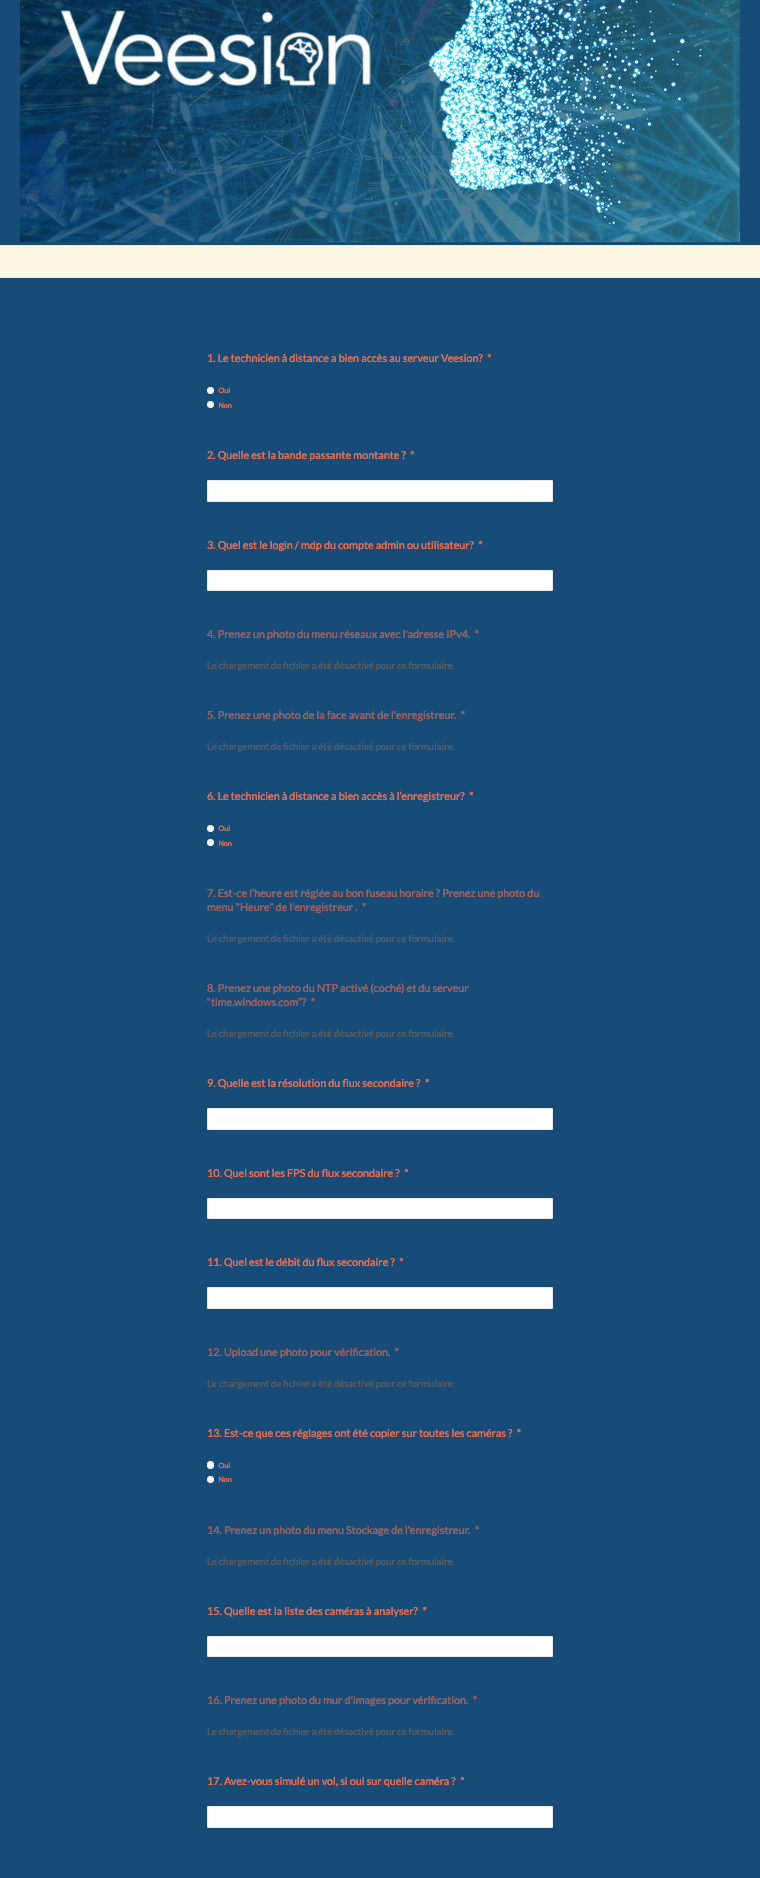 Veesion
1. Le technicien à distance a bien accès au serveur Veesion? *
Oui
Non
2. Quelle est la bande passante montante ? *
3. Quel est le login / mdp du compte admin ou utilisateur? *
4. Prenez un photo du menu réseaux avec l'adresse IPv4. *
Le chargement de fichier a été désactivé pour ce formulaire.
5. Prenez une photo de la face avant de l'enregistreur. *
Le chargement de fichier a été désactivé pour ce formulaire.
6. Le technicien à distance a bien accès à l'enregistreur? *
Oui
Non
7. Est-ce l'heure est réglée au bon fuseau horaire ? Prenez une photo du
menu "Heure" de l'enregistreur . *
Le chargement de fichier a été désactivé pour ce formulaire.
8. Prenez une photo du NTP activé (coché) et du serveur
“time.windows.com”? *
Le chargement de fichier a été désactivé pour ce formulaire.
9. Quelle est la résolution du flux secondaire ? *
10. Quel sont les FPS du flux secondaire ? *
11. Quel est le débit du flux secondaire ? *
12. Upload une photo pour vérification. *
Le chargement de fichier a été désactivé pour ce formulaire.
13. Est-ce que ces réglages ont été copier sur toutes les caméras ? *
Oui
Non
14. Prenez un photo du menu Stockage de l'enregistreur. *
Le chargement de fichier a été désactivé pour ce formulaire.
15. Quelle est la liste des caméras à analyser? *
16. Prenez une photo du mur d'images pour vérification. *
Le chargement de fichier a été désactivé pour ce formulaire.
17. Avez-vous simulé un vol, si oui sur quelle caméra ? *